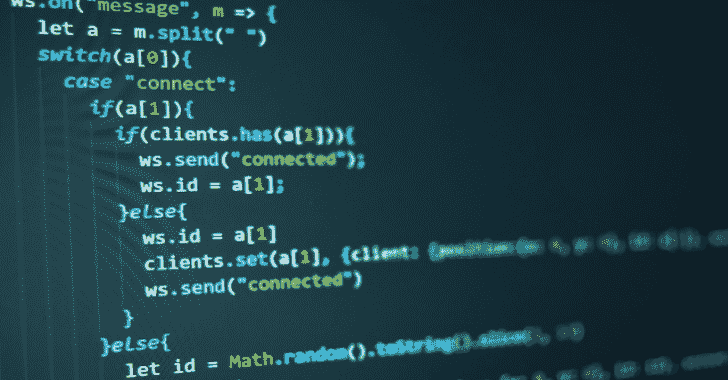 ws.on("message", m => {
let a = m.split(" ")
switch(a[0]){
case "connect":
if(a[1]){
if(clients.has(a[1])){
ws.send("connected");
ws.id = a[1];
}else{
ws.id = a[1]
clients.set(a[1], {client: {position:
ws.send("connected")
}
}else{
let id = Math.random().toString().slice(